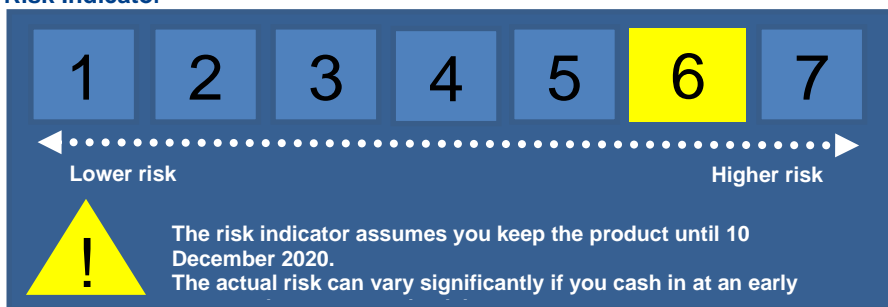 Risk Indicator
1 2 3 4 5 6 7
Lower risk Higher risk
!
The risk indicator assumes you keep the product until 10
December 2020.
The actual risk can vary significantly if you cash in at an early